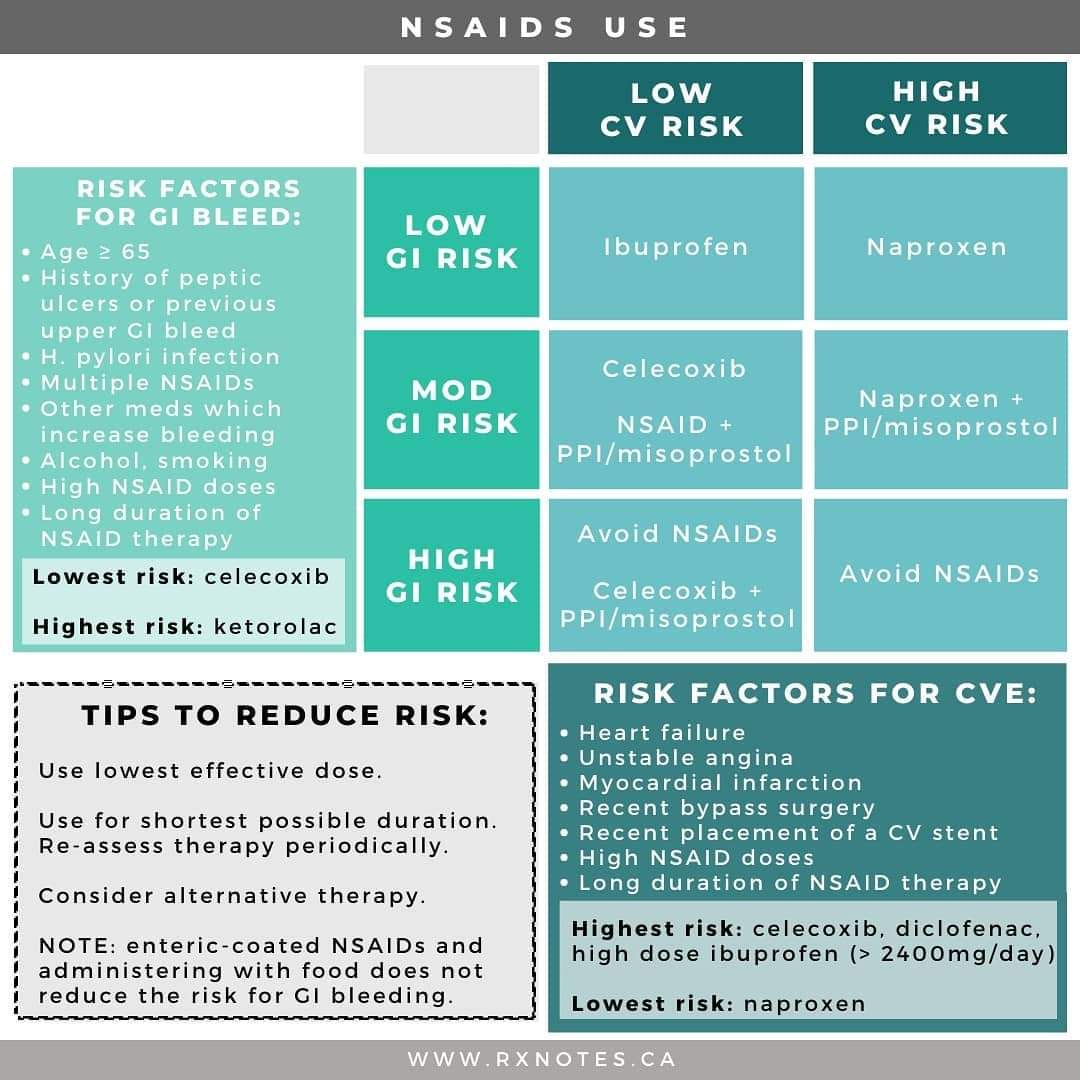 NSAIDS USE
LOW
CV RISK
HIGH
CV RISK
RISK FACTORS
FOR GI BLEED:
• Age ≥ 65
• History of peptic
ulcers or previous
upper GI bleed
• H. pylori infection
• Multiple NSAIDs
• Other meds which
increase bleeding
• Alcohol, smoking
• High NSAID doses
• Long duration of
NSAID therapy
Lowest risk: celecoxib
Highest risk: ketorolac
LOW
GI RISK
Ibuprofen
Naproxen
MOD
GI RISK
Celecoxib
NSAID +
PPI/misoprostol
Naproxen +
PPI/misoprostol
HIGH
GI RISK
Avoid NSAIDs
Celecoxib +
PPI/misoprostol
Avoid NSAIDs
TIPS TO REDUCE RISK:
Use lowest effective dose.
Use for shortest possible duration.
Re-assess therapy periodically.
Consider alternative therapy.
NOTE: enteric-coated NSAIDs and
administering with food does not
reduce the risk for GI bleeding.
RISK FACTORS FOR CVE:
• Heart failure
• Unstable angina
• Myocardial infarction
• Recent bypass surgery
• Recent placement of a CV stent
• High NSAID doses
• Long duration of NSAID therapy
Highest risk: celecoxib, diclofenac,
high dose ibuprofen (> 2400mg/day)
Lowest risk: naproxen
WWW.RXNOTES.CA